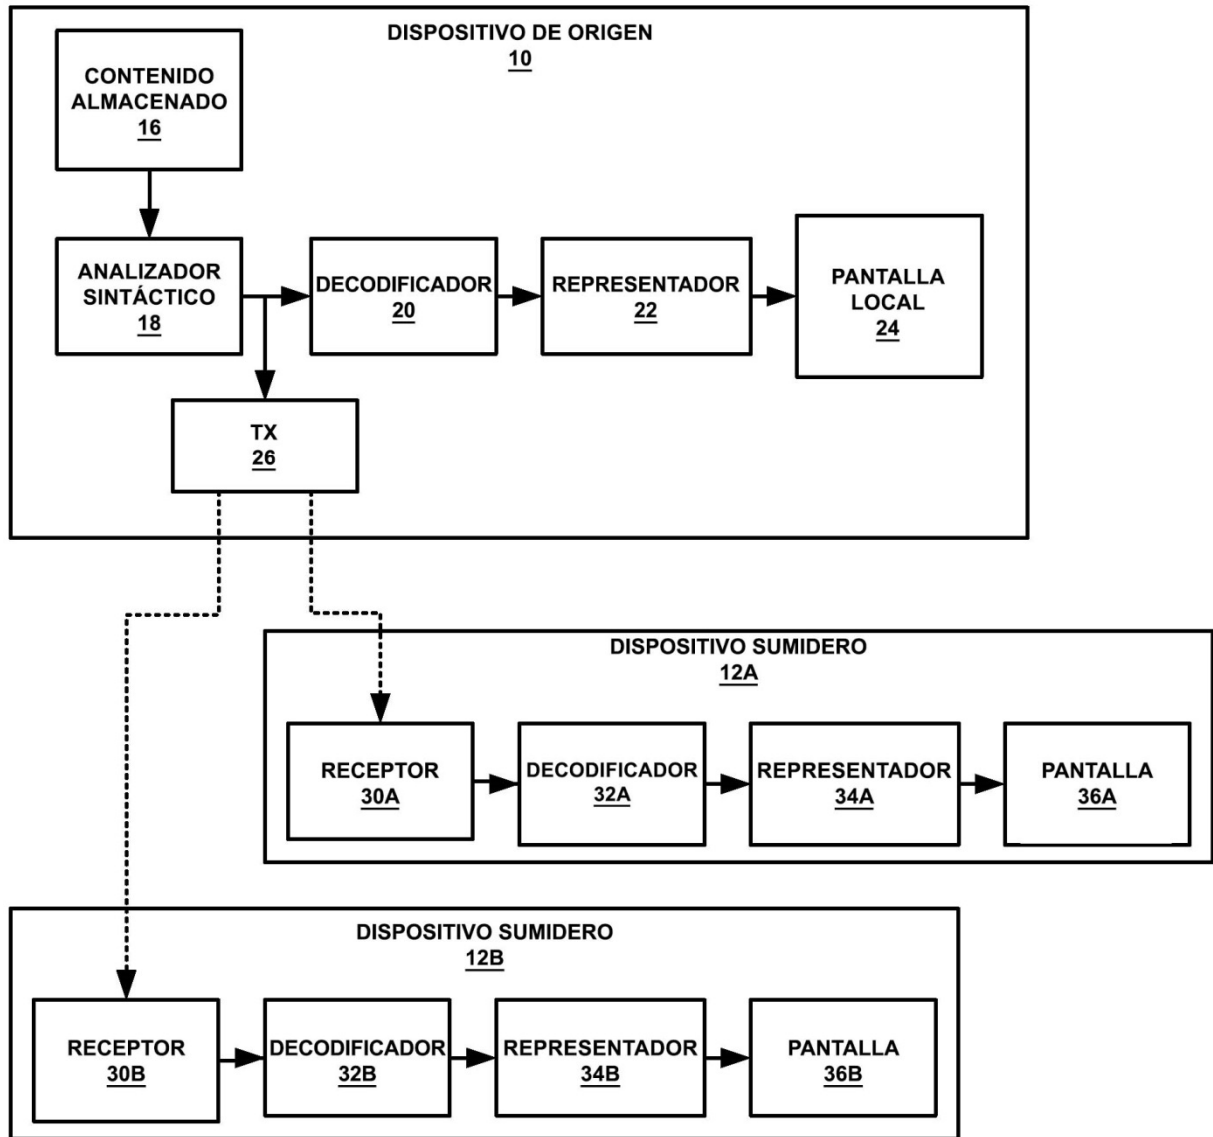 DISPOSITIVO DE ORIGEN
10
CONTENIDO
ALMACENADO
16
ANALIZADOR
SINTÁCTICO
18
DECODIFICADOR
20
REPRESENTADOR
22
PANTALLA
LOCAL
24
TX
26
DISPOSITIVO SUMIDERO
12A
RECEPTOR
30A
DECODIFICADOR
32A
REPRESENTADOR
34A
PANTALLA
36A
DISPOSITIVO SUMIDERO
12B
RECEPTOR
30B
DECODIFICADOR
32B
REPRESENTADOR
34B
PANTALLA
36B